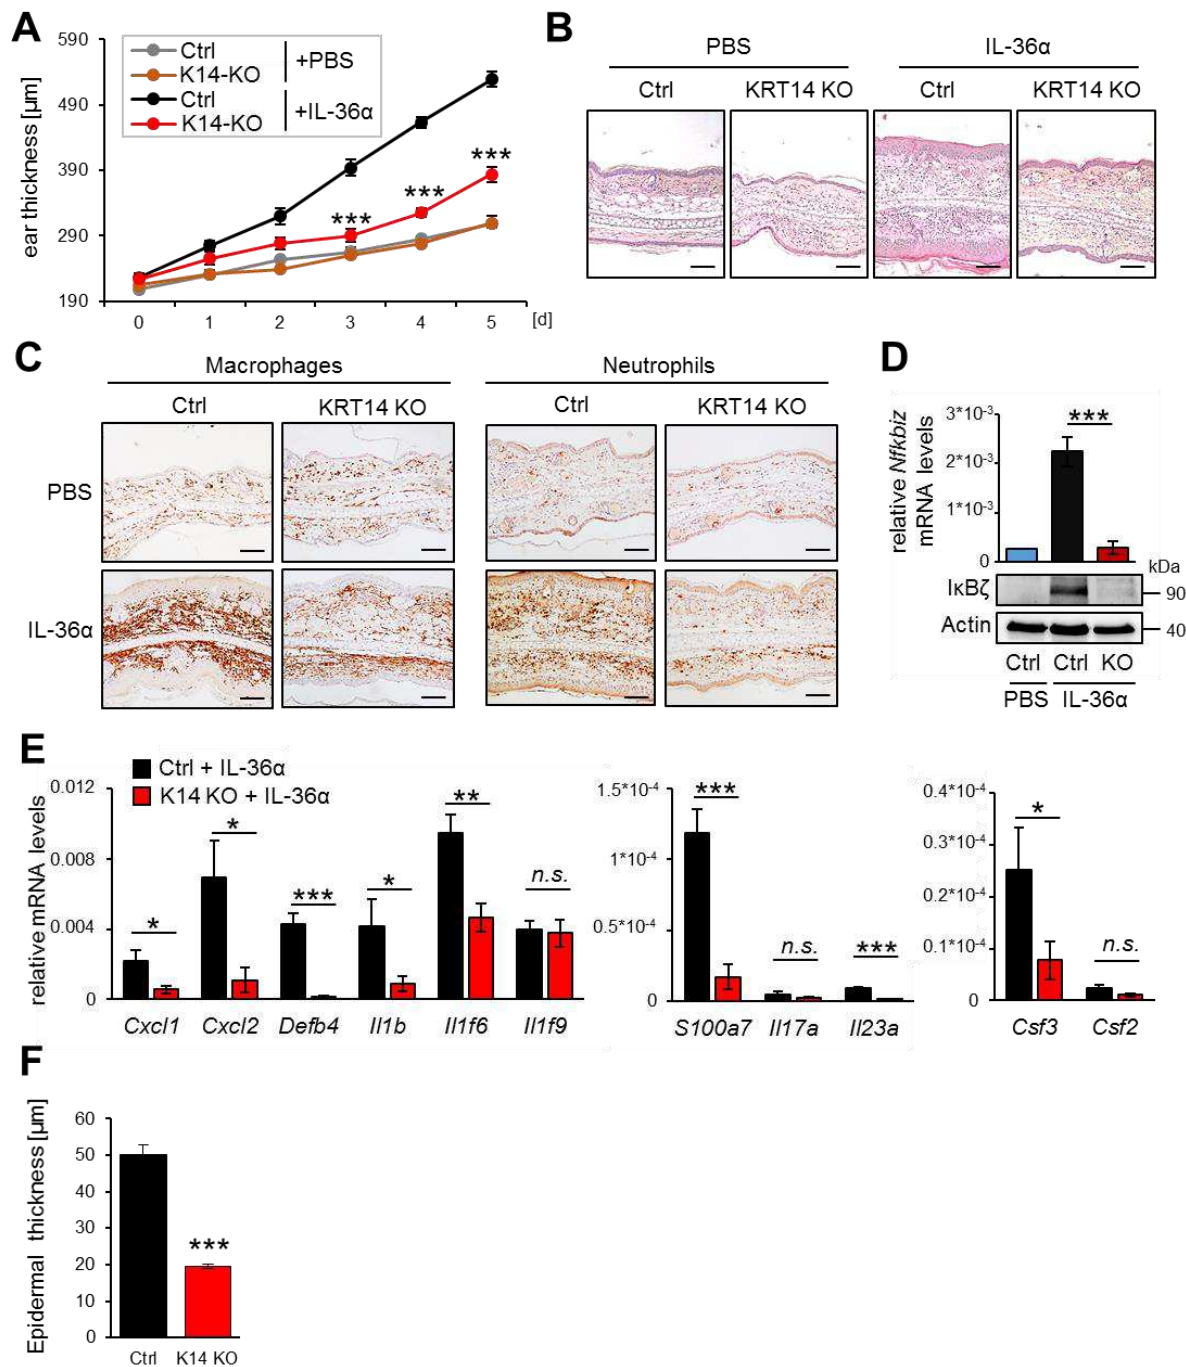 A
590
490
390
290
190
ear thickness [µm]
Ctrl
K14-KO
+PBS
Ctrl
K14-KO
+IL-36α
***
***
***
0 1 2 3 4 5 [d]
B
PBS IL-36α
Ctrl KRT14 KO Ctrl KRT14 KO
C
Macrophages Neutrophils
Ctrl KRT14 KO Ctrl KRT14 KO
PBS
IL-36α
D
relative Nfkbiz
mRNA levels
3*10-3
2*10-3
1*10-3
0
***
kDa
IκBζ 90
Actin 40
Ctrl Ctrl KO
PBS IL-36α
E
Ctrl + IL-36α
K14 KO + IL-36α
relative mRNA levels
0.012
0.008
0.004
0
* * *** * ** n.s.
Cxcl1 Cxcl2 Defb4 Il1b Il1f6 Il1f9
1.5*10-4
1*10-4
0.5*10-4
0
*** n.s. ***
S100a7 Il17a Il23a
0.4*10-4
0.3*10-4
0.2*10-4
0.1*10-4
0
* n.s.
Csf3 Csf2
F
Epidermal thickness [µm]
60
50
40
30
20
10
0
***
Ctrl K14 KO